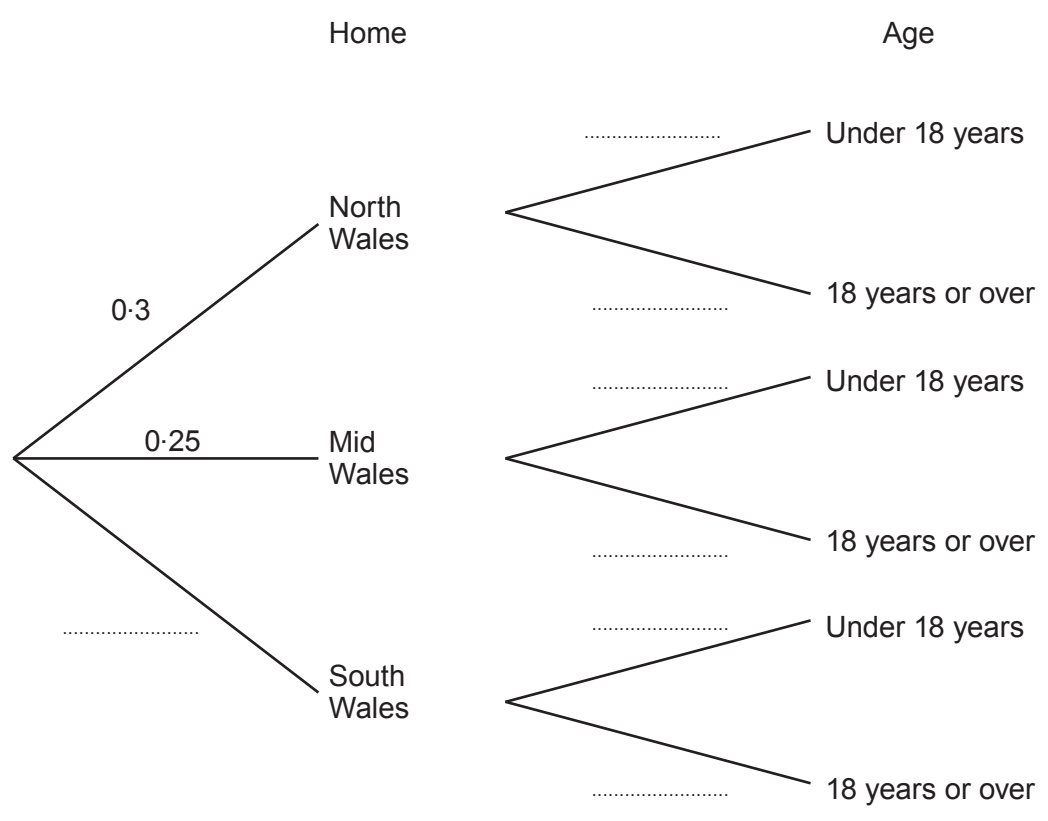 Home
Age
Under 18 years
North
Wales
18 years or over
0·3
Under 18 years
0·25
Mid
Wales
18 years or over
Under 18 years
South
Wales
18 years or over